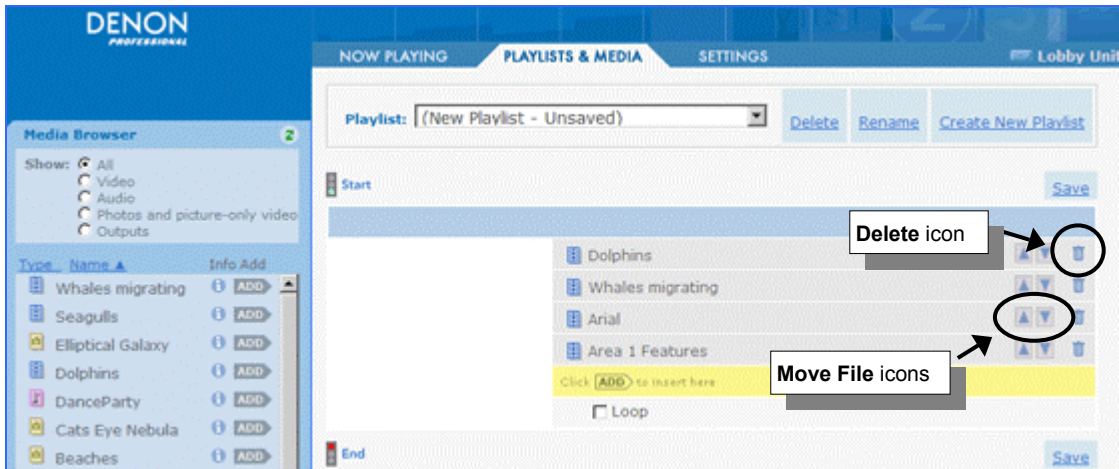 DENON
PROFESSIONAL
NOW PLAYING
PLAYLISTS & MEDIA
SETTINGS
Lobby Unit
Playlist: (New Playlist - Unsaved)
Delete
Rename
Create New Playlist
Media Browser
2
Show: All
Video
Audio
Photos and picture-only video
Outputs
Type Name Info Add
Whales migrating ADD
Seagulls ADD
Elliptical Galaxy ADD
Dolphins ADD
DanceParty ADD
Cats Eye Nebula ADD
Beaches ADD
Start
Save
Dolphins
Whales migrating
Arial
Area 1 Features
Click ADD to insert here
Loop
End
Save
Delete icon
Move File icons